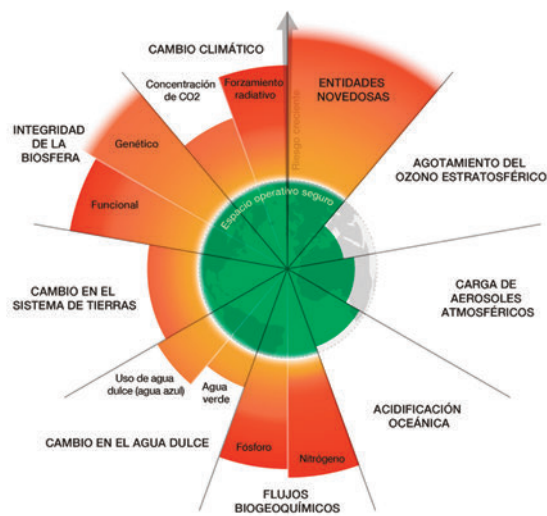 CAMBIO CLIMÁTICO
Concentración
de CO2
Forzamiento
radiativo
ENTIDADES
NOVEDOSAS
Riesgo creciente
INTEGRIDAD
DE LA
BIOSFERA
Genético
Funcional
AGOTAMIENTO DEL
OZONO ESTRATOSFÉRICO
Espacio operativo seguro
CAMBIO EN EL
SISTEMA DE TIERRAS
CARGA DE
AEROSOLES
ATMOSFÉRICOS
Uso de agua
dulce (agua azul)
Agua
verde
ACIDIFICACIÓN
OCEÁNICA
CAMBIO EN EL AGUA DULCE
Fósforo
Nitrógeno
FLUJOS
BIOGEOQUÍMICOS